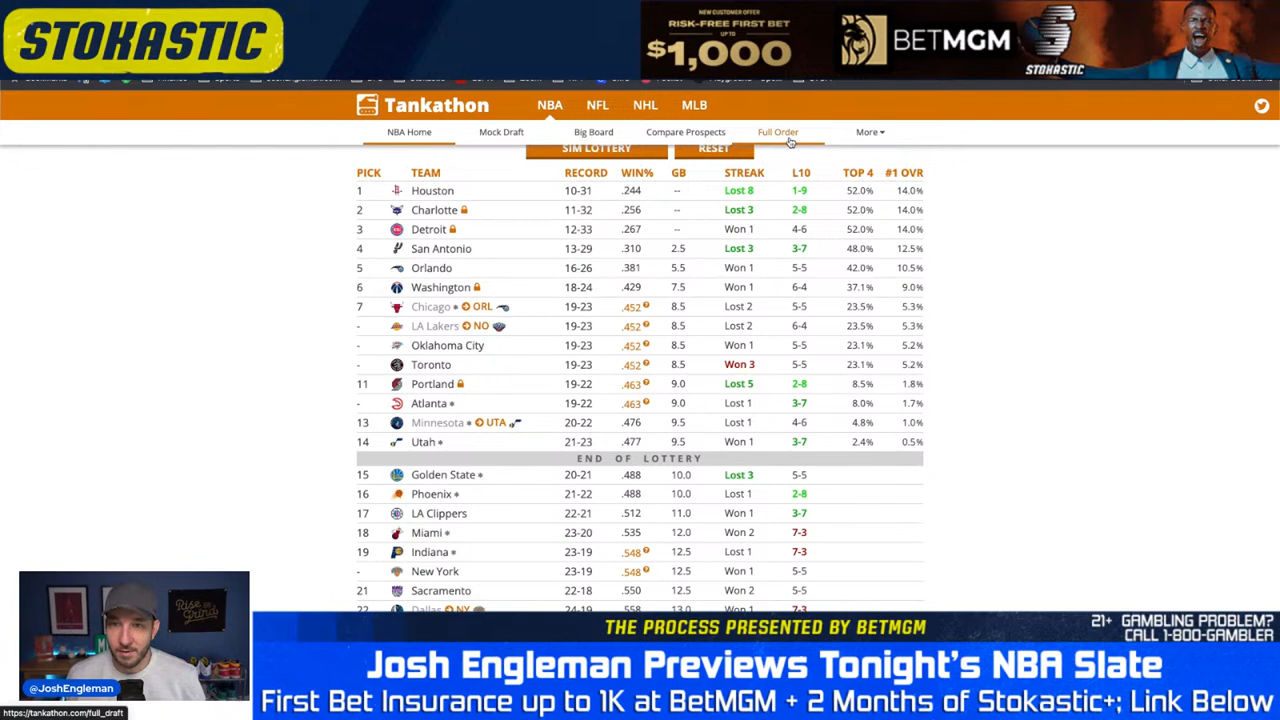 STOKASTIC
NEW CUSTOMER OFFER
RISK-FREE FIRST BET
UP TO
$1,000
BETMGM
STOKASTIC
Tankathon NBA NFL NHL MLB
NBA Home Mock Draft Big Board Compare Prospects Full Order More
SIM LOTTERY RESET
PICK TEAM RECORD WIN% GB STREAK L10 TOP 4 #1 OVR
1 Houston 10-31 .244 -- Lost 8 1-9 52.0% 14.0%
2 Charlotte 11-32 .256 -- Lost 3 2-8 52.0% 14.0%
3 Detroit 12-33 .267 -- Won 1 4-6 52.0% 14.0%
4 San Antonio 13-29 .310 2.5 Lost 3 3-7 48.0% 12.5%
5 Orlando 16-26 .381 5.5 Won 1 5-5 42.0% 10.5%
6 Washington 18-24 .429 7.5 Won 1 6-4 37.1% 9.0%
7 Chicago * ORL 19-23 .452 ? 8.5 Lost 2 5-5 23.5% 5.3%
- LA Lakers NO 19-23 .452 ? 8.5 Lost 2 6-4 23.5% 5.3%
- Oklahoma City 19-23 .452 ? 8.5 Won 1 5-5 23.1% 5.2%
- Toronto 19-23 .452 ? 8.5 Won 3 5-5 23.1% 5.2%
11 Portland 19-22 .463 ? 9.0 Lost 5 2-8 8.5% 1.8%
- Atlanta * 19-22 .463 ? 9.0 Lost 1 3-7 8.0% 1.7%
13 Minnesota * UTA 20-22 .476 9.5 Lost 1 4-6 4.8% 1.0%
14 Utah * 21-23 .477 9.5 Won 1 3-7 2.4% 0.5%
END OF LOTTERY
15 Golden State * 20-21 .488 10.0 Lost 3 5-5
16 Phoenix * 21-22 .488 10.0 Lost 1 2-8
17 LA Clippers 22-21 .512 11.0 Won 1 3-7
18 Miami * 23-20 .535 12.0 Won 2 7-3
19 Indiana * 23-19 .548 ? 12.5 Lost 1 7-3
- New York 23-19 .548 ? 12.5 Won 1 5-5
21 Sacramento 22-18 .550 12.5 Won 2 5-5
22 Dallas NY 24-19 .558 13.0 Won 1 7-3
RISE and GRIND
@JoshEngleman
THE PROCESS PRESENTED BY BETMGM
21+ GAMBLING PROBLEM?
CALL 1-800-GAMBLER
Josh Engleman Previews Tonight's NBA Slate
First Bet Insurance up to 1K at BetMGM + 2 Months of Stokastic+; Link Below
https://tankathon.com/full_draft